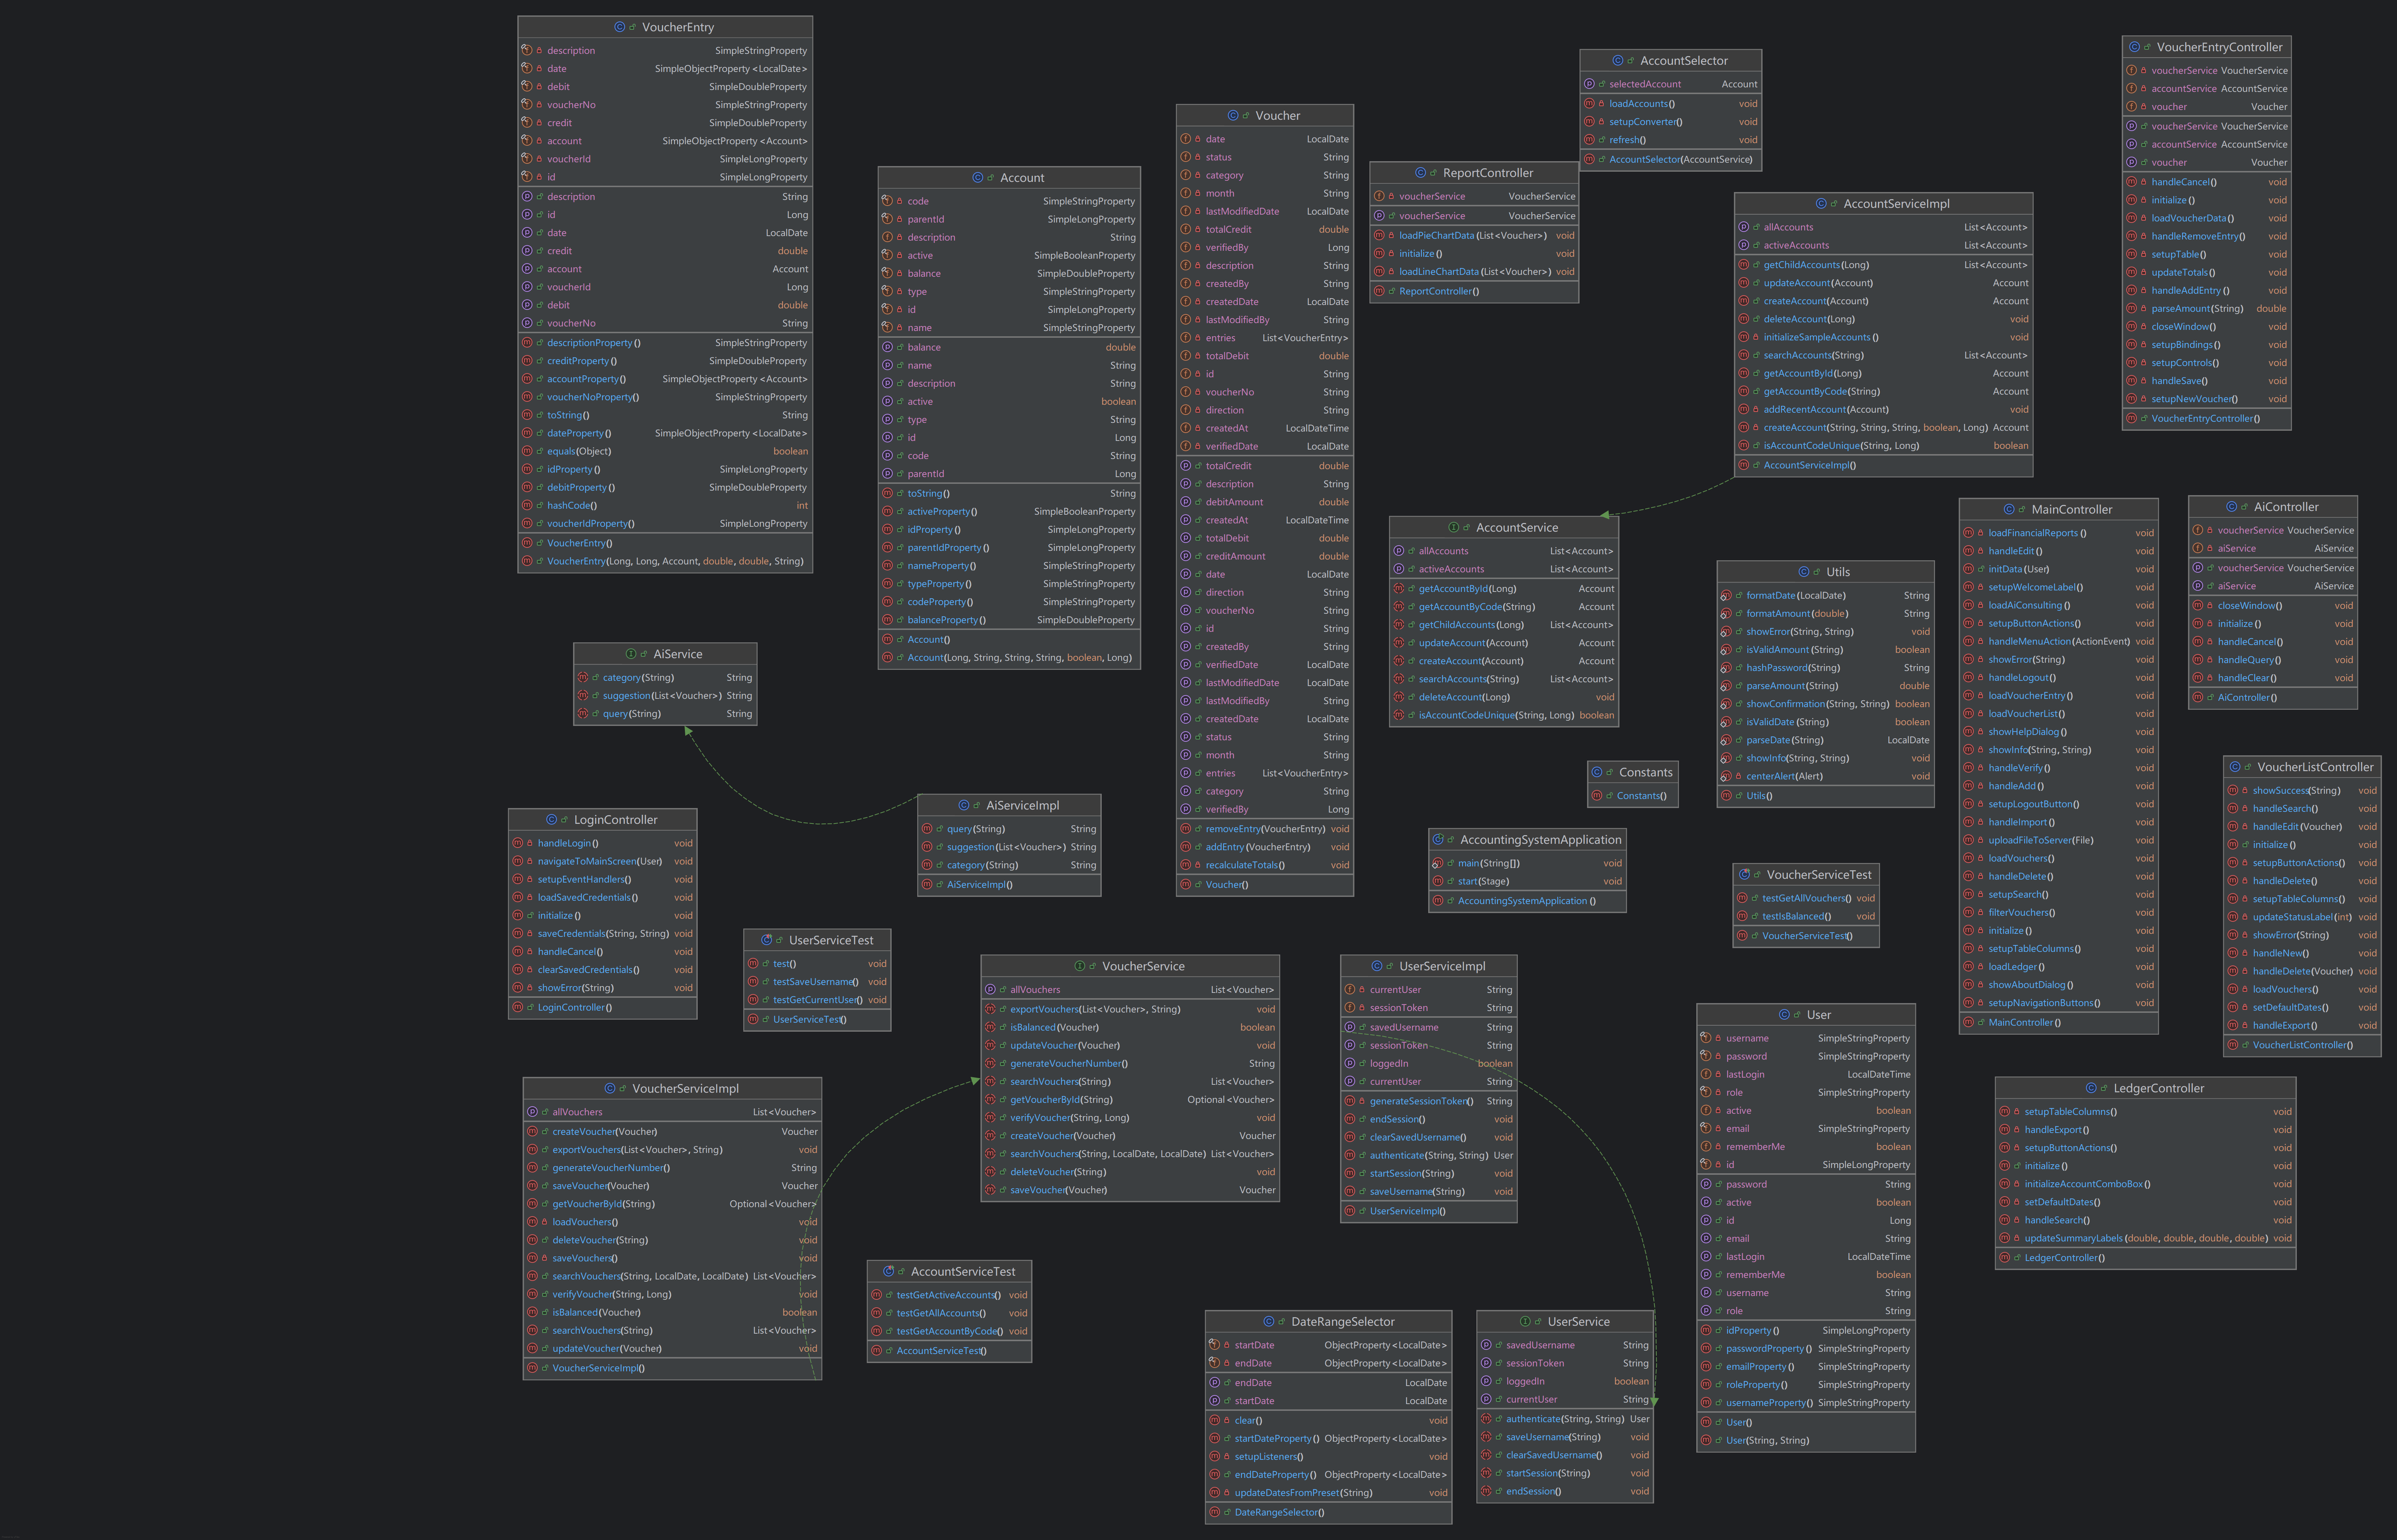 VoucherEntry
description SimpleStringProperty
date SimpleObjectProperty<LocalDate>
debit SimpleDoubleProperty
voucherNo SimpleStringProperty
credit SimpleDoubleProperty
account SimpleObjectProperty<Account>
voucherId SimpleLongProperty
id SimpleLongProperty
description String
id Long
date LocalDate
credit double
account Account
voucherId Long
debit double
voucherNo String
descriptionProperty() SimpleStringProperty
creditProperty() SimpleDoubleProperty
accountProperty() SimpleObjectProperty<Account>
voucherNoProperty() SimpleStringProperty
toString() String
dateProperty() SimpleObjectProperty<LocalDate>
equals(Object) boolean
idProperty() SimpleLongProperty
debitProperty() SimpleDoubleProperty
hashCode() int
voucherIdProperty() SimpleLongProperty
VoucherEntry()
VoucherEntry(Long, Long, Account, double, double, String)
Account
code SimpleStringProperty
parentId SimpleLongProperty
description String
active SimpleBooleanProperty
balance SimpleDoubleProperty
type SimpleStringProperty
id SimpleLongProperty
name SimpleStringProperty
balance double
name String
description String
active boolean
type String
id Long
code String
parentId Long
toString() String
activeProperty() SimpleBooleanProperty
idProperty() SimpleLongProperty
parentIdProperty() SimpleLongProperty
nameProperty() SimpleStringProperty
typeProperty() SimpleStringProperty
codeProperty() SimpleStringProperty
balanceProperty() SimpleDoubleProperty
Account()
Account(Long, String, String, String, boolean, Long)
Voucher
date LocalDate
status String
category String
month String
lastModifiedDate LocalDate
totalCredit double
verifiedBy Long
description String
createdBy String
createdDate LocalDate
lastModifiedBy String
entries List<VoucherEntry>
totalDebit double
id String
voucherNo String
direction String
createdAt LocalDateTime
verifiedDate LocalDate
totalCredit double
description String
debitAmount double
createdAt LocalDateTime
totalDebit double
creditAmount double
date LocalDate
direction String
voucherNo String
id String
createdBy String
verifiedDate LocalDate
lastModifiedDate LocalDate
lastModifiedBy String
createdDate LocalDate
status String
month String
entries List<VoucherEntry>
category String
verifiedBy Long
removeEntry(VoucherEntry) void
addEntry(VoucherEntry) void
recalculateTotals() void
Voucher()
ReportController
voucherService VoucherService
voucherService VoucherService
loadPieChartData(List<Voucher>) void
initialize() void
loadLineChartData(List<Voucher>) void
ReportController()
AccountSelector
selectedAccount Account
loadAccounts() void
setupConverter() void
refresh() void
AccountSelector(AccountService)
AccountServiceImpl
allAccounts List<Account>
activeAccounts List<Account>
getChildAccounts(Long) List<Account>
updateAccount(Account) Account
createAccount(Account) Account
deleteAccount(Long) void
initializeSampleAccounts() void
searchAccounts(String) List<Account>
getAccountById(Long) Account
getAccountByCode(String) Account
addRecentAccount(Account) void
createAccount(String, String, String, boolean, Long) Account
isAccountCodeUnique(String, Long) boolean
AccountServiceImpl()
VoucherEntryController
voucherService VoucherService
accountService AccountService
voucher Voucher
voucherService VoucherService
accountService AccountService
voucher Voucher
handleCancel() void
initialize() void
loadVoucherData() void
handleRemoveEntry() void
setupTable() void
updateTotals() void
handleAddEntry() void
parseAmount(String) double
closeWindow() void
setupBindings() void
setupControls() void
handleSave() void
setupNewVoucher() void
VoucherEntryController()
AccountService
allAccounts List<Account>
activeAccounts List<Account>
getAccountById(Long) Account
getAccountByCode(String) Account
getChildAccounts(Long) List<Account>
updateAccount(Account) Account
createAccount(Account) Account
searchAccounts(String) List<Account>
deleteAccount(Long) void
isAccountCodeUnique(String, Long) boolean
Utils
formatDate(LocalDate) String
formatAmount(double) String
showError(String, String) void
isValidAmount(String) boolean
hashPassword(String) String
parseAmount(String) double
showConfirmation(String, String) boolean
isValidDate(String) boolean
parseDate(String) LocalDate
showInfo(String, String) void
centerAlert(Alert) void
Utils()
MainController
loadFinancialReports() void
handleEdit() void
initData(User) void
setupWelcomeLabel() void
loadAiConsulting() void
setupButtonActions() void
handleMenuAction(ActionEvent) void
showError(String) void
handleLogout() void
loadVoucherEntry() void
loadVoucherList() void
showHelpDialog() void
showInfo(String, String) void
handleVerify() void
handleAdd() void
setupLogoutButton() void
handleImport() void
uploadFileToServer(File) void
loadVouchers() void
handleDelete() void
setupSearch() void
filterVouchers() void
initialize() void
setupTableColumns() void
loadLedger() void
showAboutDialog() void
setupNavigationButtons() void
MainController()
AiController
voucherService VoucherService
aiService AiService
voucherService VoucherService
aiService AiService
closeWindow() void
initialize() void
handleCancel() void
handleQuery() void
handleClear() void
AiController()
AiService
category(String) String
suggestion(List<Voucher>) String
query(String) String
Constants
Constants()
VoucherListController
showSuccess(String) void
handleSearch() void
handleEdit(Voucher) void
initialize() void
setupButtonActions() void
handleDelete() void
setupTableColumns() void
updateStatusLabel(int) void
showError(String) void
handleNew() void
handleDelete(Voucher) void
loadVouchers() void
setDefaultDates() void
handleExport() void
VoucherListController()
LoginController
handleLogin() void
navigateToMainScreen(User) void
setupEventHandlers() void
loadSavedCredentials() void
initialize() void
saveCredentials(String, String) void
handleCancel() void
clearSavedCredentials() void
showError(String) void
LoginController()
AiServiceImpl
query(String) String
suggestion(List<Voucher>) String
category(String) String
AiServiceImpl()
AccountingSystemApplication
main(String[]) void
start(Stage) void
AccountingSystemApplication()
VoucherServiceTest
testGetAllVouchers() void
testIsBalanced() void
VoucherServiceTest()
UserServiceTest
test() void
testSaveUsername() void
testGetCurrentUser() void
UserServiceTest()
VoucherService
allVouchers List<Voucher>
exportVouchers(List<Voucher>, String) void
isBalanced(Voucher) boolean
updateVoucher(Voucher) void
generateVoucherNumber() String
searchVouchers(String) List<Voucher>
getVoucherById(String) Optional<Voucher>
verifyVoucher(String, Long) void
createVoucher(Voucher) Voucher
searchVouchers(String, LocalDate, LocalDate) List<Voucher>
deleteVoucher(String) void
saveVoucher(Voucher) Voucher
UserServiceImpl
currentUser String
sessionToken String
savedUsername String
sessionToken String
loggedIn boolean
currentUser String
generateSessionToken() String
endSession() void
clearSavedUsername() void
authenticate(String, String) User
startSession(String) void
saveUsername(String) void
UserServiceImpl()
User
username SimpleStringProperty
password SimpleStringProperty
lastLogin LocalDateTime
role SimpleStringProperty
active boolean
email SimpleStringProperty
rememberMe boolean
id SimpleLongProperty
password String
active boolean
id Long
email String
lastLogin LocalDateTime
rememberMe boolean
username String
role String
idProperty() SimpleLongProperty
passwordProperty() SimpleStringProperty
emailProperty() SimpleStringProperty
roleProperty() SimpleStringProperty
usernameProperty() SimpleStringProperty
User()
User(String, String)
VoucherServiceImpl
allVouchers List<Voucher>
createVoucher(Voucher) Voucher
exportVouchers(List<Voucher>, String) void
generateVoucherNumber() String
saveVoucher(Voucher) Voucher
getVoucherById(String) Optional<Voucher>
loadVouchers() void
deleteVoucher(String) void
saveVouchers() void
searchVouchers(String, LocalDate, LocalDate) List<Voucher>
verifyVoucher(String, Long) void
isBalanced(Voucher) boolean
searchVouchers(String) List<Voucher>
updateVoucher(Voucher) void
VoucherServiceImpl()
LedgerController
setupTableColumns() void
handleExport() void
setupButtonActions() void
initialize() void
initializeAccountComboBox() void
setDefaultDates() void
handleSearch() void
updateSummaryLabels(double, double, double, double) void
LedgerController()
AccountServiceTest
testGetActiveAccounts() void
testGetAllAccounts() void
testGetAccountByCode() void
AccountServiceTest()
DateRangeSelector
startDate ObjectProperty<LocalDate>
endDate ObjectProperty<LocalDate>
endDate LocalDate
startDate LocalDate
clear() void
startDateProperty() ObjectProperty<LocalDate>
setupListeners() void
endDateProperty() ObjectProperty<LocalDate>
updateDatesFromPreset(String) void
DateRangeSelector()
UserService
savedUsername String
sessionToken String
loggedIn boolean
currentUser String
authenticate(String, String) User
saveUsername(String) void
clearSavedUsername() void
startSession(String) void
endSession() void